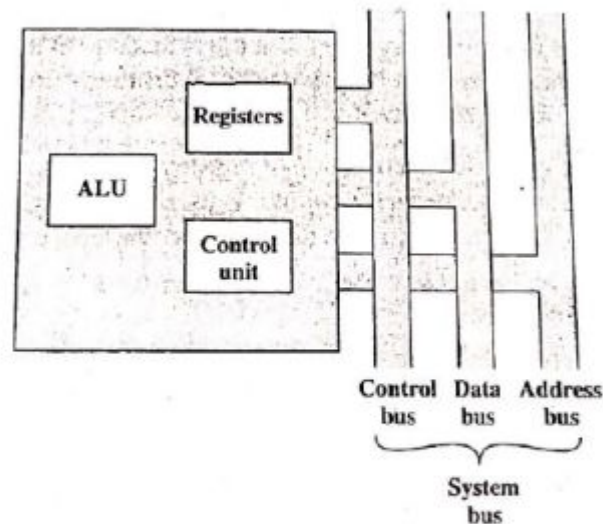 Registers
ALU
Control
unit
Control Data Address
bus bus bus
System
bus